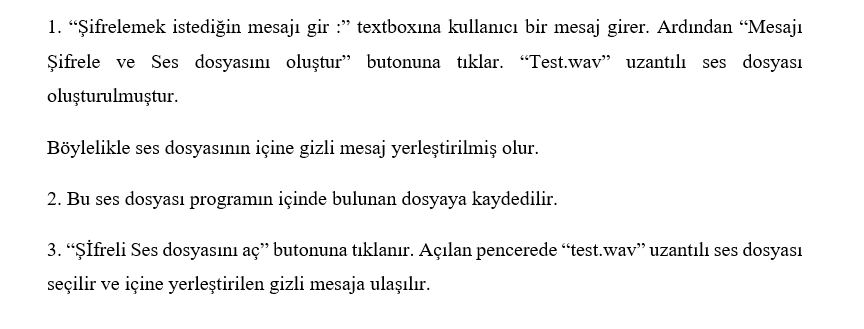 1. “Şifrelemek istediğin mesajı gir :” textboxına kullanıcı bir mesaj girer. Ardından “Mesajı
Şifrele ve Ses dosyasını oluştur” butonuna tıklar. “Test.wav” uzantılı ses dosyası
oluşturulmuştur.
Böylelikle ses dosyasının içine gizli mesaj yerleştirilmiş olur.
2. Bu ses dosyası programın içinde bulunan dosyaya kaydedilir.
3. “Şİfreli Ses dosyasını aç” butonuna tıklanır. Açılan pencerede “test.wav” uzantılı ses dosyası
seçilir ve içine yerleştirilen gizli mesaja ulaşılır.